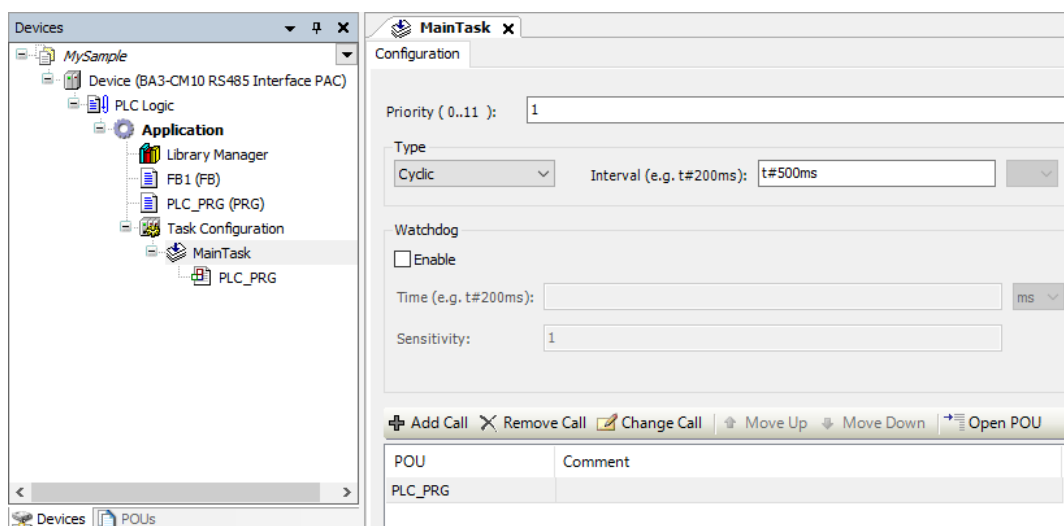 Devices
MySample
Device (BA3-CM10 RS485 Interface PAC)
PLC Logic
Application
Library Manager
FB1 (FB)
PLC_PRG (PRG)
Task Configuration
MainTask
PLC_PRG
Devices
POUs
MainTask
Configuration
Priority ( 0..11 ):
1
Type
Cyclic
Interval (e.g. t#200ms):
t#500ms
Watchdog
Enable
Time (e.g. t#200ms):
ms
Sensitivity:
1
Add Call
Remove Call
Change Call
Move Up
Move Down
Open POU
POU
Comment
PLC_PRG